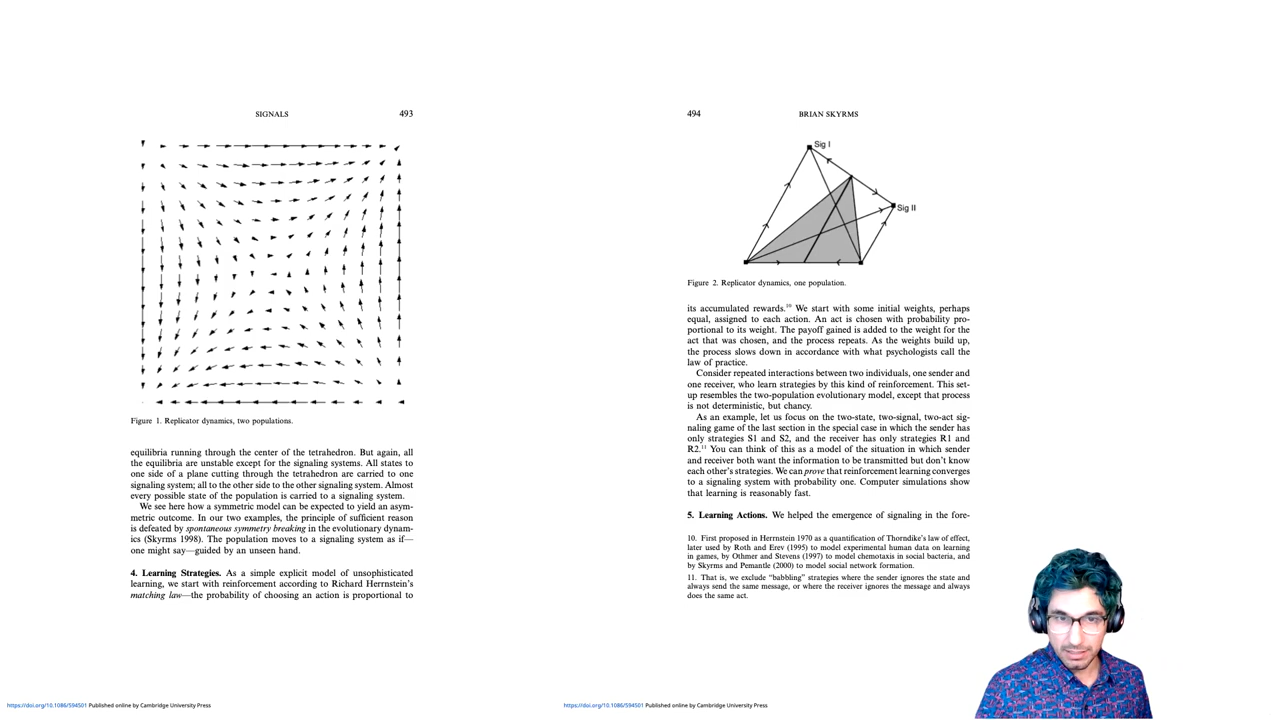 SIGNALS 493
Figure 1. Replicator dynamics, two populations.
equilibria running through the center of the tetrahedron. But again, all
the equilibria are unstable except for the signaling systems. All states to
one side of a plane cutting through the tetrahedron are carried to one
signaling system; all to the other side to the other signaling system. Almost
every possible state of the population is carried to a signaling system.
We see here how a symmetric model can be expected to yield an asym-
metric outcome. In our two examples, the principle of sufficient reason
is defeated by spontaneous symmetry breaking in the evolutionary dynam-
ics (Skyrms 1998). The population moves to a signaling system as if—
one might say—guided by an unseen hand.
4. Learning Strategies. As a simple explicit model of unsophisticated
learning, we start with reinforcement according to Richard Herrnstein's
matching law—the probability of choosing an action is proportional to
https://doi.org/10.1086/594501 Published online by Cambridge University Press
494 BRIAN SKYRMS
Sig I
Sig II
Figure 2. Replicator dynamics, one population.
its accumulated rewards.¹⁰ We start with some initial weights, perhaps
equal, assigned to each action. An act is chosen with probability pro-
portional to its weight. The payoff gained is added to the weight for the
act that was chosen, and the process repeats. As the weights build up,
the process slows down in accordance with what psychologists call the
law of practice.
Consider repeated interactions between two individuals, one sender and
one receiver, who learn strategies by this kind of reinforcement. This set-
up resembles the two-population evolutionary model, except that process
is not deterministic, but chancy.
As an example, let us focus on the two-state, two-signal, two-act sig-
naling game of the last section in the special case in which the sender has
only strategies S1 and S2, and the receiver has only strategies R1 and
R2.¹¹ You can think of this as a model of the situation in which sender
and receiver both want the information to be transmitted but don't know
each other's strategies. We can prove that reinforcement learning converges
to a signaling system with probability one. Computer simulations show
that learning is reasonably fast.
5. Learning Actions. We helped the emergence of signaling in the fore-
10. First proposed in Herrnstein 1970 as a quantification of Thorndike's law of effect,
later used by Roth and Erev (1995) to model experimental human data on learning
in games, by Othmer and Stevens (1997) to model chemotaxis in social bacteria, and
by Skyrms and Pemantle (2000) to model social network formation.
11. That is, we exclude "babbling" strategies where the sender ignores the state and
always send the same message, or where the receiver ignores the message and always
does the same act.
https://doi.org/10.1086/594501 Published online by Cambridge University Press